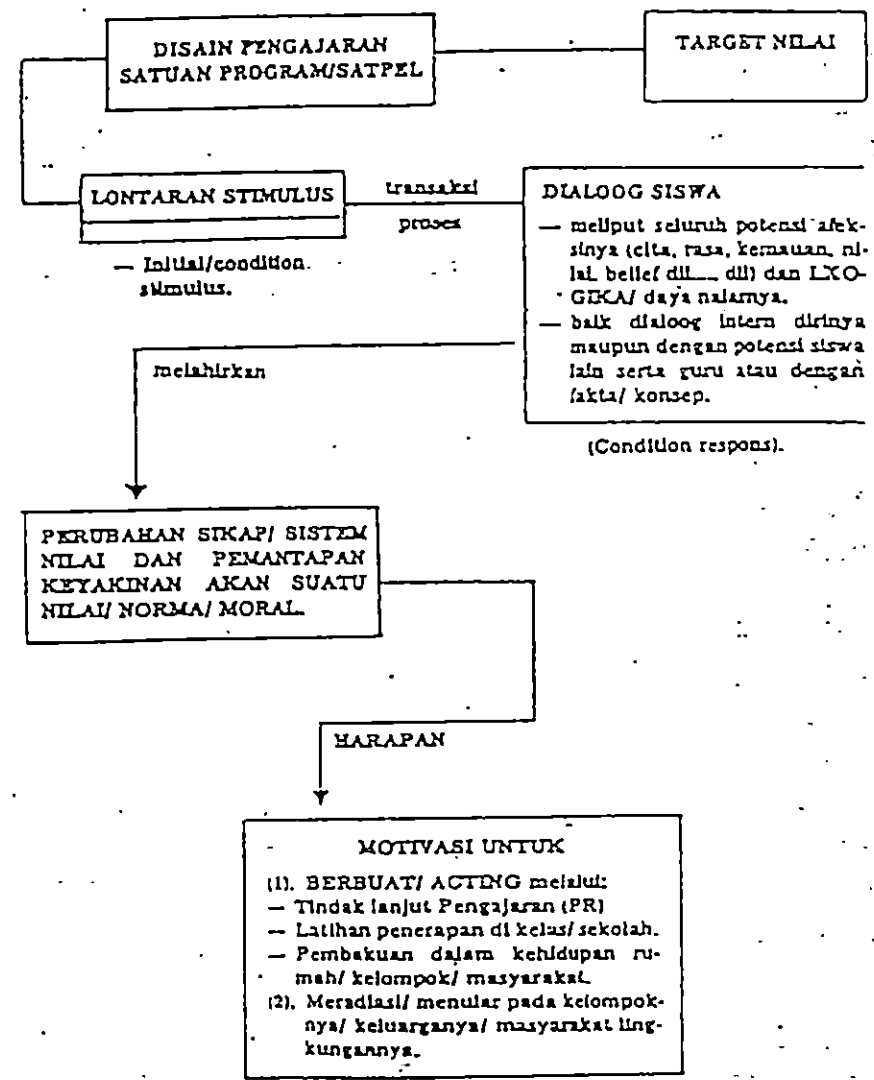 DISAIN PENGAJARAN
SATUAN PROGRAM/SATPEL
TARGET NILAI
LONTARAN STIMULUS
transaksi
proses
— Initial/condition.
stimulus.
DIALOOG SISWA
— meliput seluruh potensi afek-
sinya (cita, rasa, kemauan, ni-
lai, belief dll... dll) dan LXO-
GIKA/ daya nalarnya.
— baik dialoog intern dirinya
maupun dengan potensi siswa
lain serta guru atau dengan
fakta/ konsep.
(Condition respons).
melahirkan
PERUBAHAN SIKAP/ SISTEM
NILAI DAN PEMANTAPAN
KEYAKINAN AKAN SUATU
NILAI/ NORMA/ MORAL.
HARAPAN
MOTIVASI UNTUK
(1). BERBUAT/ ACTING melalui:
— Tindak lanjut Pengajaran (PR)
— Latihan penerapan di kelas/ sekolah.
— Pembakuan dalam kehidupan ru-
mah/ kelompok/ masyarakat.
(2). Meradiasi/ menular pada kelompok-
nya/ keluarganya/ masyarakat ling-
kungannya.